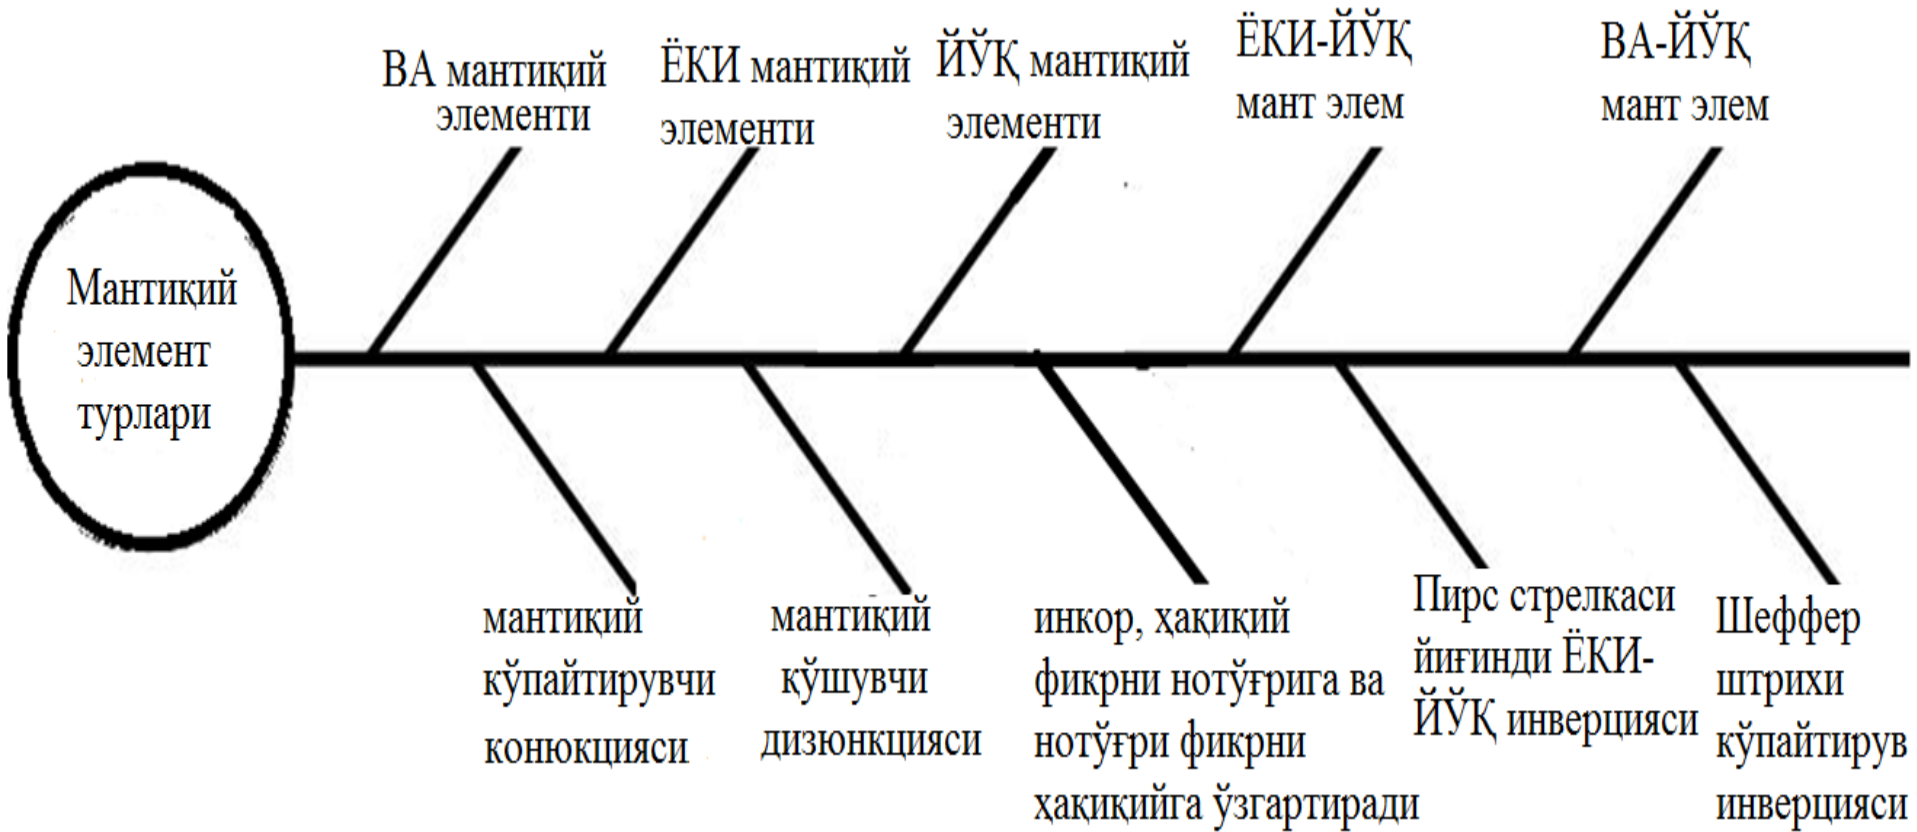 Мантиқий
элемент
турлари
ВА мантиқий
элементи
ЁКИ мантиқий
элементи
ЙЎҚ мантиқий
элементи
ЁКИ-ЙЎҚ
мант элем
ВА-ЙЎҚ
мант элем
мантиқий
кўпайтирувчи
конюкцияси
мантиқий
қўшувчи
дизюнкцияси
инкор, ҳақиқий
фикрни нотўғрига ва
нотўғри фикрни
ҳақиқийга ўзгартиради
Пирс стрелкаси
йиғинди ЁКИ-
ЙЎҚ инверцияси
Шеффер
штрихи
кўпайтирув
инверцияси